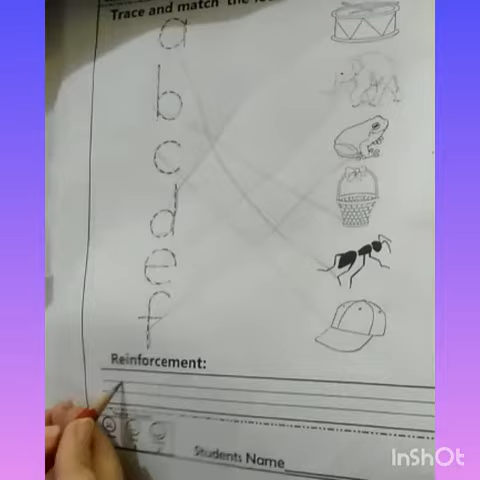 Trace and match the
a
b
c
d
e
f
Reinforcement:
Students Name
InShOt